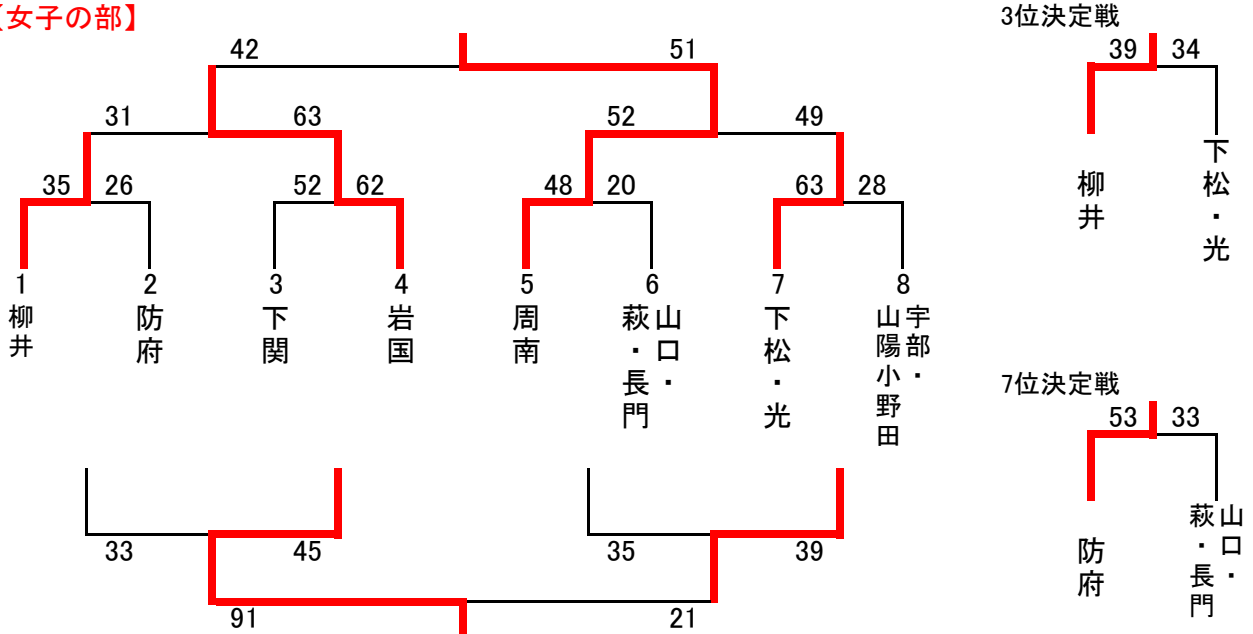 【女子の部】
3位決定戦
42 51
39 34
31 63 52 49
35 26 52 62 48 20 63 28
柳井
下松・光
1 2 3 4 5 6 7 8
柳井
防府
下関
岩国
周南
山口・
萩・長門
下松・光
宇部・
山陽小野田
7位決定戦
53 33
防府
山口・
萩・長門
33 45 35 39
91 21